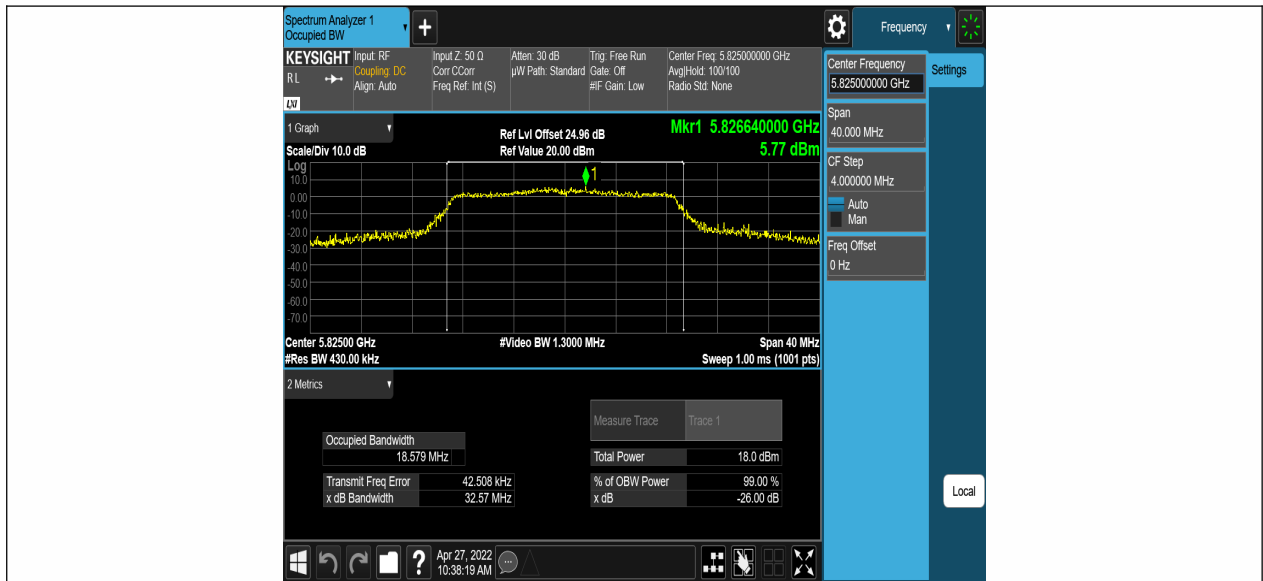 Spectrum Analyzer 1
Occupied BW
+
Frequency
KEYSIGHT
RL
LXI
Input: RF
Coupling: DC
Align: Auto
Input Z: 50 Ω
Corr CCorr
Freq Ref: Int (S)
Atten: 30 dB
µW Path: Standard
Trig: Free Run
Gate: Off
#IF Gain: Low
Center Freq: 5.825000000 GHz
Avg|Hold: 100/100
Radio Std: None
Center Frequency
5.825000000 GHz
Settings
Span
40.000 MHz
CF Step
4.000000 MHz
Auto
Man
Freq Offset
0 Hz
Local
1 Graph
Scale/Div 10.0 dB
Ref Lvl Offset 24.96 dB
Ref Value 20.00 dBm
Mkr1 5.826640000 GHz
5.77 dBm
Log
10.0
0.00
-10.0
-20.0
-30.0
-40.0
-50.0
-60.0
-70.0
1
Center 5.82500 GHz
#Video BW 1.3000 MHz
Span 40 MHz
#Res BW 430.00 kHz
Sweep 1.00 ms (1001 pts)
2 Metrics
Measure Trace
Trace 1
Occupied Bandwidth
18.579 MHz
Total Power
18.0 dBm
Transmit Freq Error
42.508 kHz
% of OBW Power
99.00 %
x dB Bandwidth
32.57 MHz
x dB
-26.00 dB
?
Apr 27, 2022
10:38:19 AM